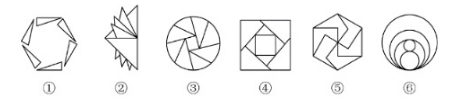 ① ② ③ ④ ⑤ ⑥